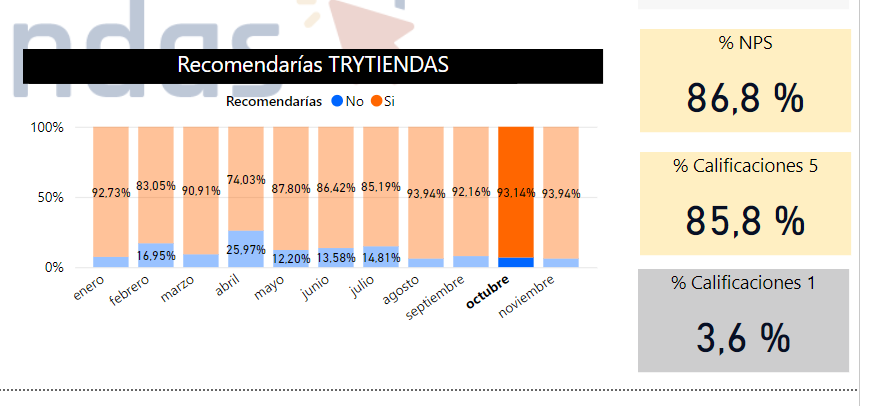 ndas
Recomendarías TRYTIENDAS
Recomendarías No Si
100%
50%
0%
92,73% 83,05% 90,91% 74,03% 87,80% 86,42% 85,19% 93,94% 92,16% 93,14% 93,94%
16,95% 25,97% 12,20% 13,58% 14,81%
enero febrero marzo abril mayo junio julio agosto septiembre octubre noviembre
% NPS
86,8 %
% Calificaciones 5
85,8 %
% Calificaciones 1
3,6 %